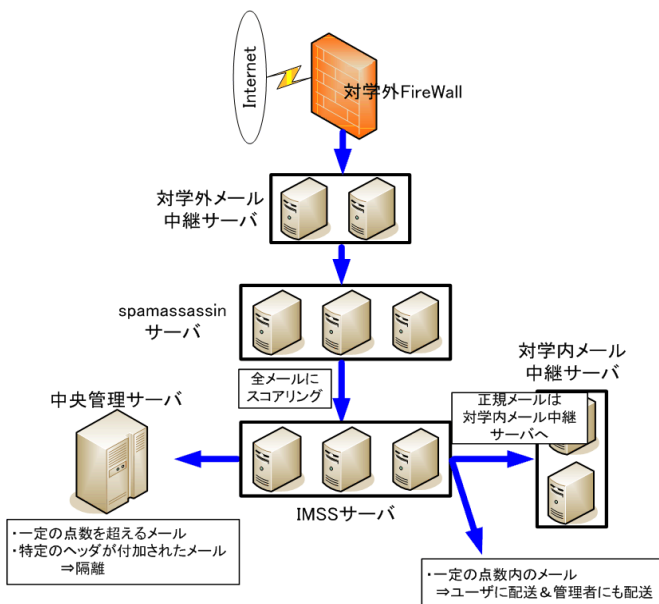 Internet
対学外FireWall
対学外メール
中継サーバ
spamassassin
サーバ
全メールに
スコアリング
対学内メール
中継サーバ
正規メールは
対学内メール中継
サーバへ
中央管理サーバ
IMSSサーバ
・一定の点数を超えるメール
・特定のヘッダが付加されたメール
⇒隔離
・一定の点数内のメール
⇒ユーザに配送&管理者にも配送